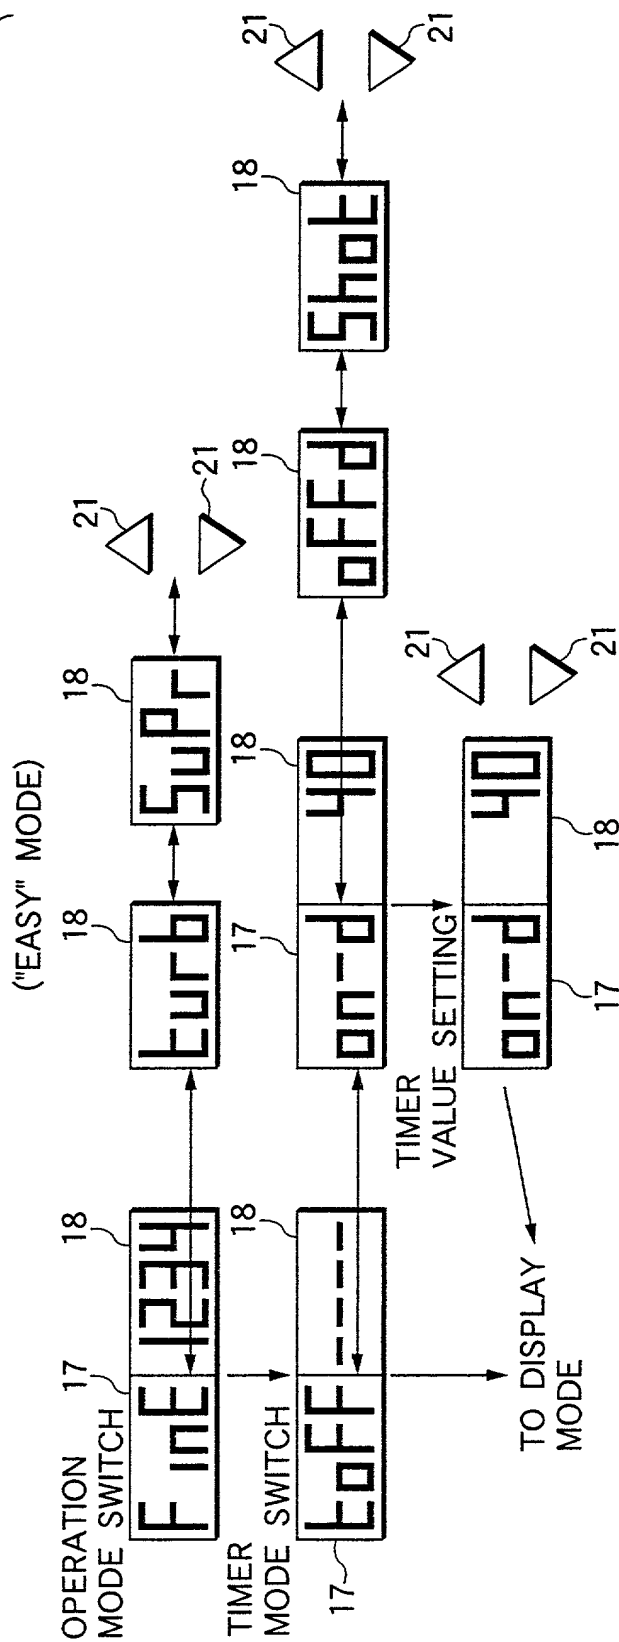 ("EASY" MODE)
OPERATION
MODE SWITCH
17
18
FinE 1234
18
turb
18
SuPr
21
21
TIMER
MODE SWITCH
17
18
toFF ----
17
18
on-d 40
18
oFFd
18
Shot
21
21
TIMER
VALUE SETTING
on-d 40
17
18
21
21
TO DISPLAY
MODE